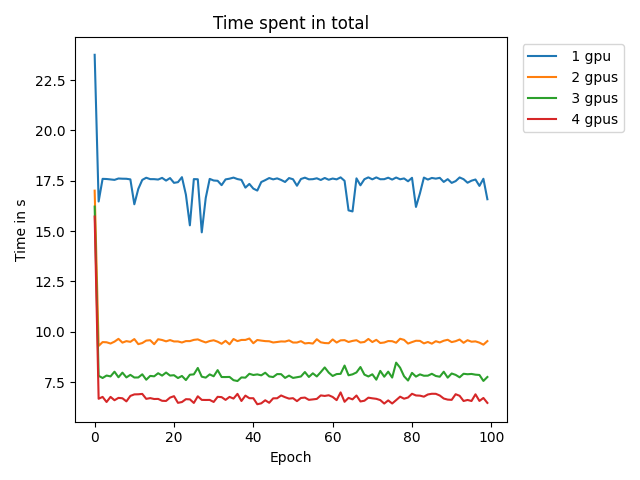 Time spent in total
1 gpu
2 gpus
3 gpus
4 gpus
22.5
20.0
17.5
15.0
12.5
10.0
7.5
Time in s
0
20
40
60
80
100
Epoch